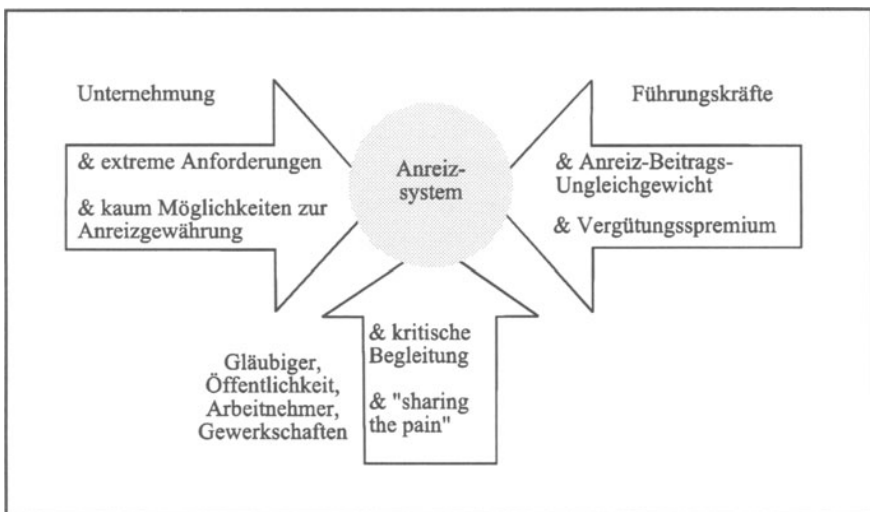 Unternehmung
& extreme Anforderungen
& kaum Möglichkeiten zur
Anreizgewährung
Anreiz-
system
Führungskräfte
& Anreiz-Beitrags-
Ungleichgewicht
& Vergütungsspremium
Gläubiger,
Öffentlichkeit,
Arbeitnehmer,
Gewerkschaften
& kritische
Begleitung
& "sharing
the pain"